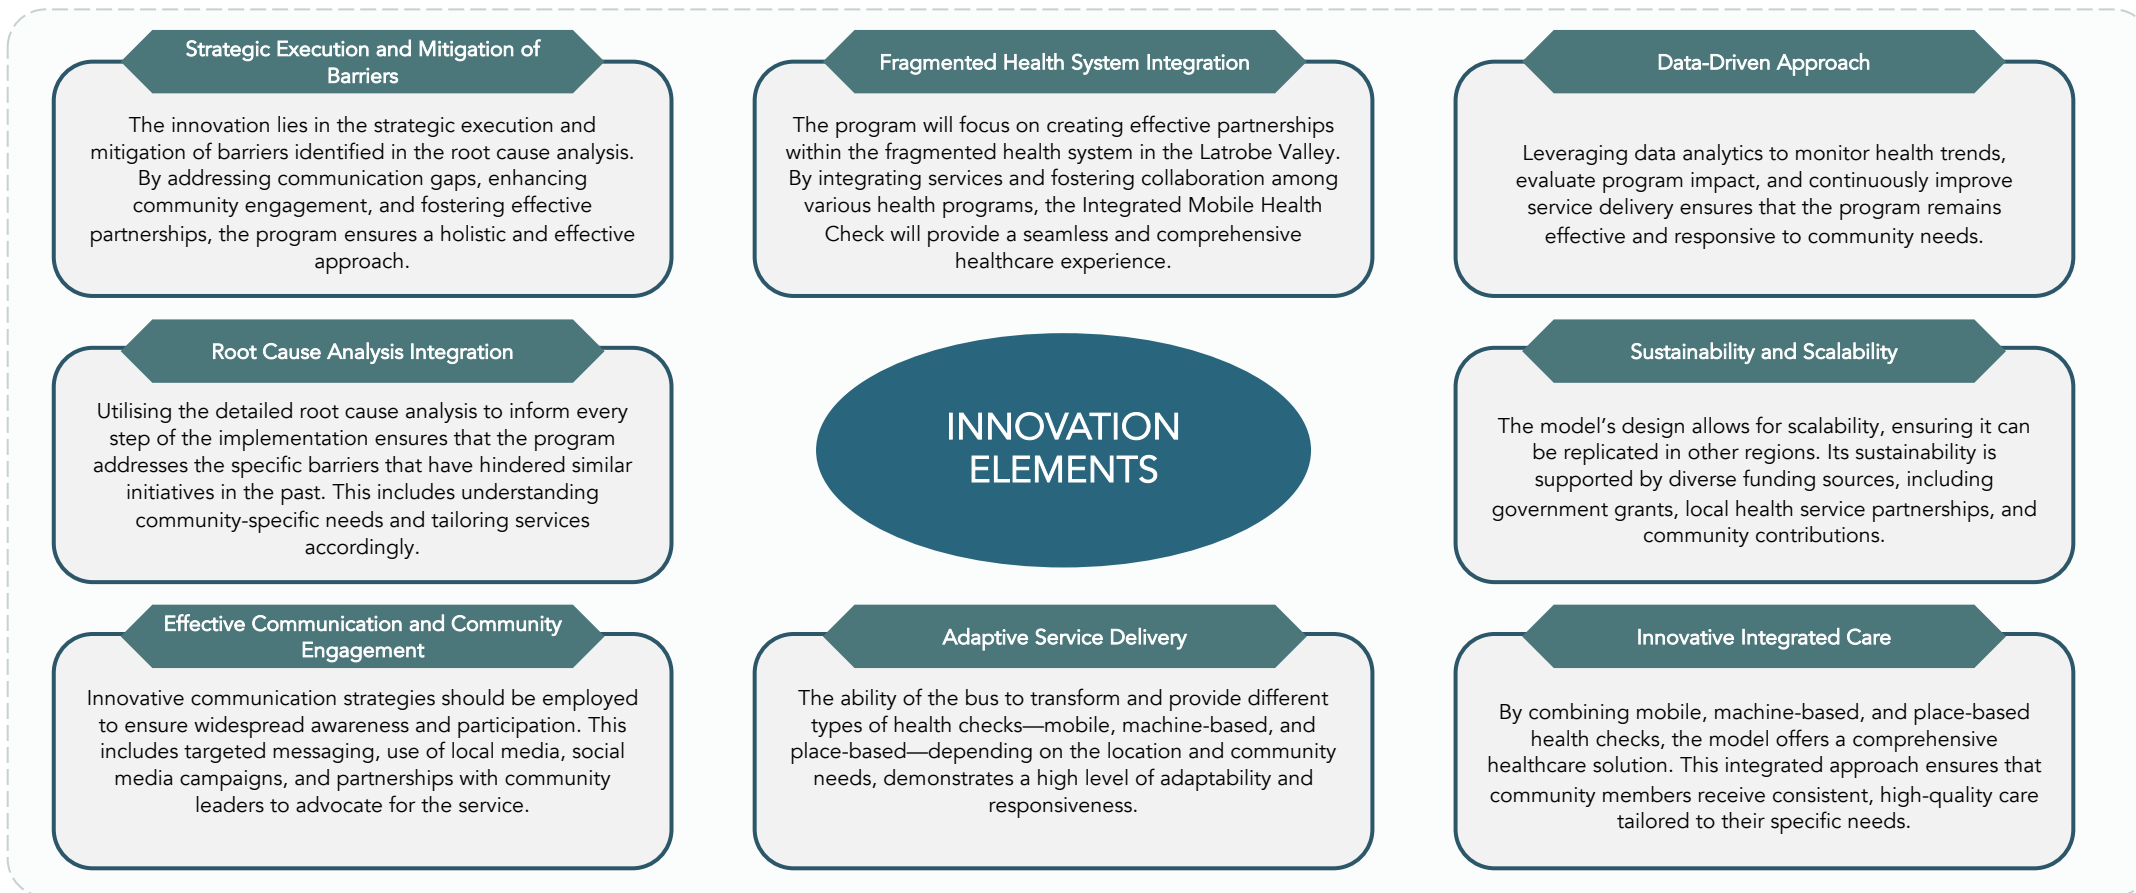 Strategic Execution and Mitigation of
Barriers
The innovation lies in the strategic execution and
mitigation of barriers identified in the root cause analysis.
By addressing communication gaps, enhancing
community engagement, and fostering effective
partnerships, the program ensures a holistic and effective
approach.
Fragmented Health System Integration
The program will focus on creating effective partnerships
within the fragmented health system in the Latrobe Valley.
By integrating services and fostering collaboration among
various health programs, the Integrated Mobile Health
Check will provide a seamless and comprehensive
healthcare experience.
Data-Driven Approach
Leveraging data analytics to monitor health trends,
evaluate program impact, and continuously improve
service delivery ensures that the program remains
effective and responsive to community needs.
Root Cause Analysis Integration
Utilising the detailed root cause analysis to inform every
step of the implementation ensures that the program
addresses the specific barriers that have hindered similar
initiatives in the past. This includes understanding
community-specific needs and tailoring services
accordingly.
INNOVATION
ELEMENTS
Sustainability and Scalability
The model’s design allows for scalability, ensuring it can
be replicated in other regions. Its sustainability is
supported by diverse funding sources, including
government grants, local health service partnerships, and
community contributions.
Effective Communication and Community
Engagement
Innovative communication strategies should be employed
to ensure widespread awareness and participation. This
includes targeted messaging, use of local media, social
media campaigns, and partnerships with community
leaders to advocate for the service.
Adaptive Service Delivery
The ability of the bus to transform and provide different
types of health checks—mobile, machine-based, and
place-based—depending on the location and community
needs, demonstrates a high level of adaptability and
responsiveness.
Innovative Integrated Care
By combining mobile, machine-based, and place-based
health checks, the model offers a comprehensive
healthcare solution. This integrated approach ensures that
community members receive consistent, high-quality care
tailored to their specific needs.